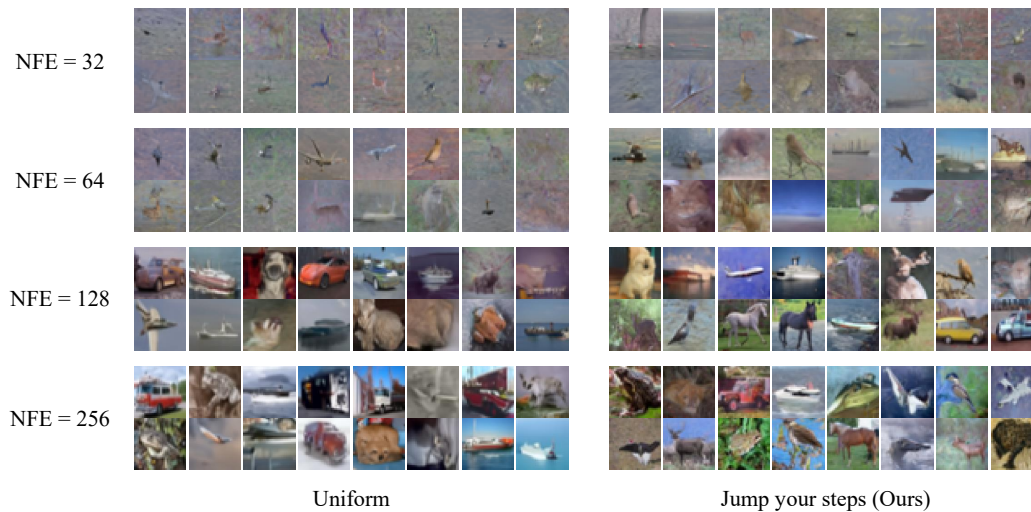 NFE = 32
NFE = 64
NFE = 128
NFE = 256
Uniform
Jump your steps (Ours)